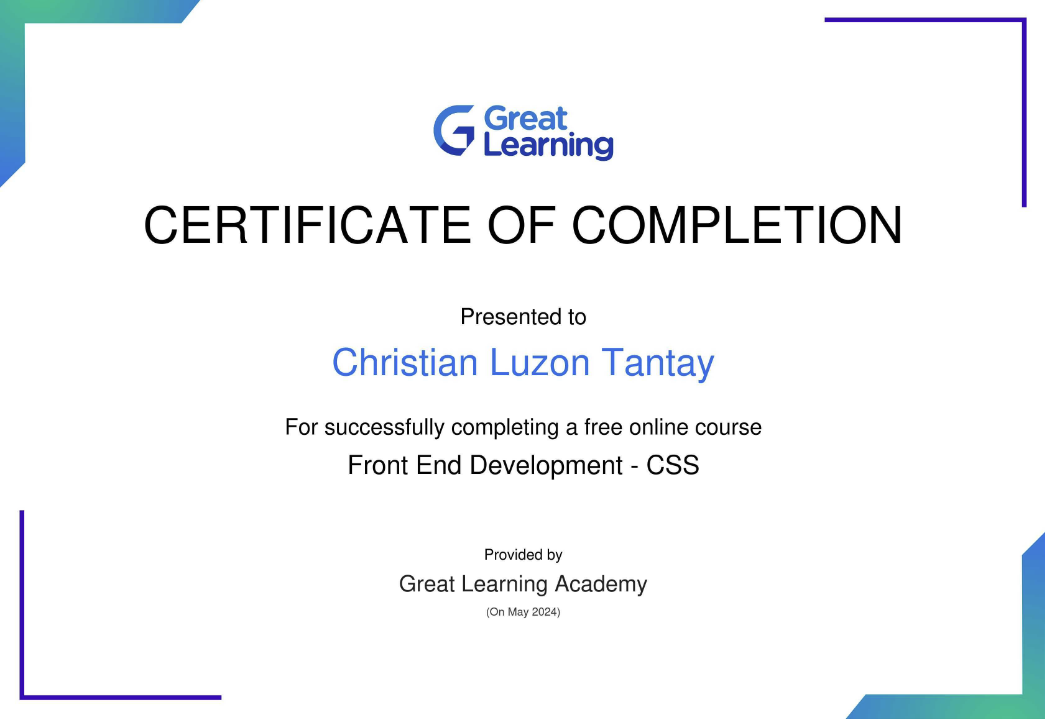 Great
Learning
CERTIFICATE OF COMPLETION
Presented to
Christian Luzon Tantay
For successfully completing a free online course
Front End Development - CSS
Provided by
Great Learning Academy
(On May 2024)